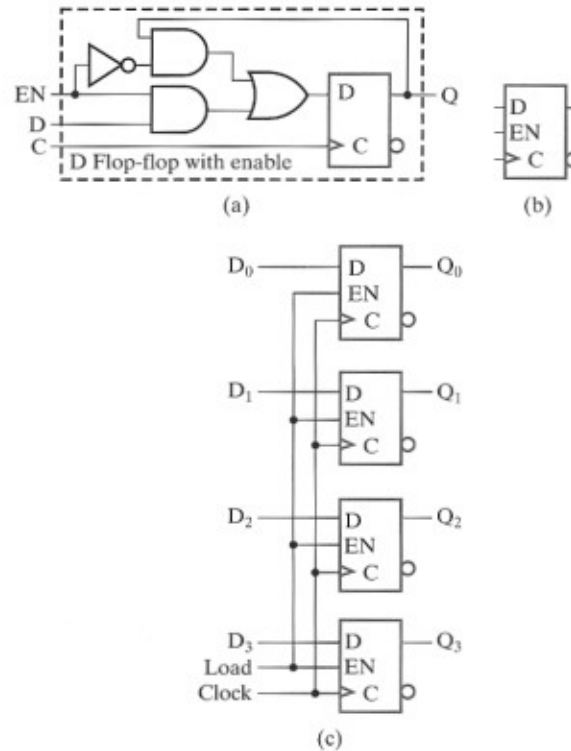 EN
D
C
D
C
Q
D Flop-flop with enable
(a)
D
EN
C
(b)
D₀
D
EN
C
Q₀
D₁
D
EN
C
Q₁
D₂
D
EN
C
Q₂
D₃
Load
Clock
D
EN
C
Q₃
(c)